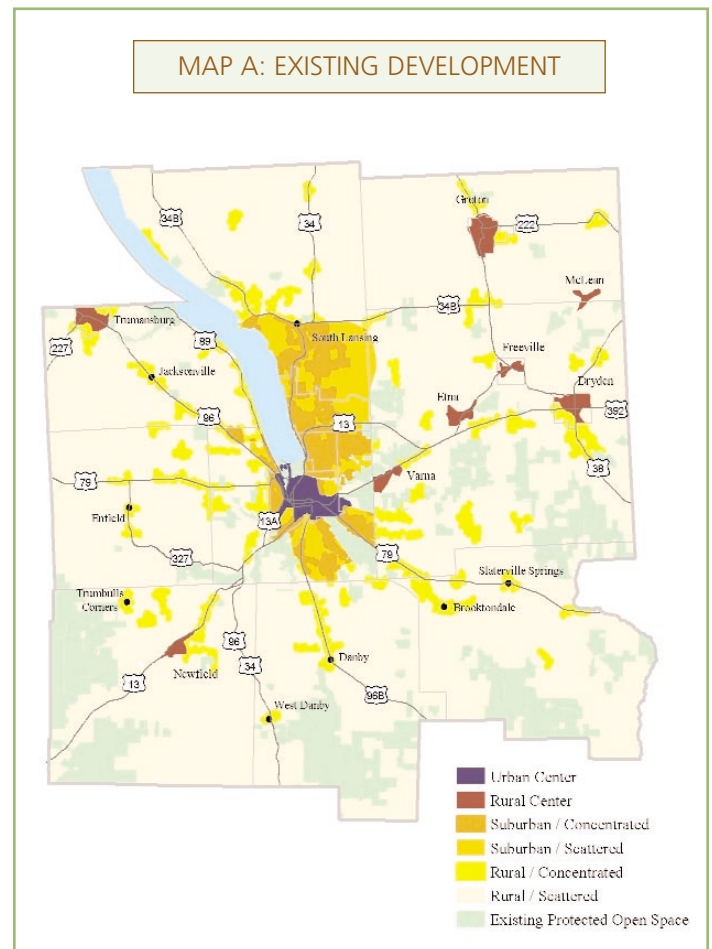 MAP A: EXISTING DEVELOPMENT
34B
34
Groton
222
McLean
34B
Trumansburg
South Lansing
227
89
Freeville
Jacksonville
Dryden
Etna
96
13
392
79
Varna
38
Enfield
13A
327
79
Slaterville Springs
Trumbulls
Corners
Brooktondale
96
34
Danby
Newfield
13
96B
West Danby
Urban Center
Rural Center
Suburban / Concentrated
Suburban / Scattered
Rural / Concentrated
Rural / Scattered
Existing Protected Open Space